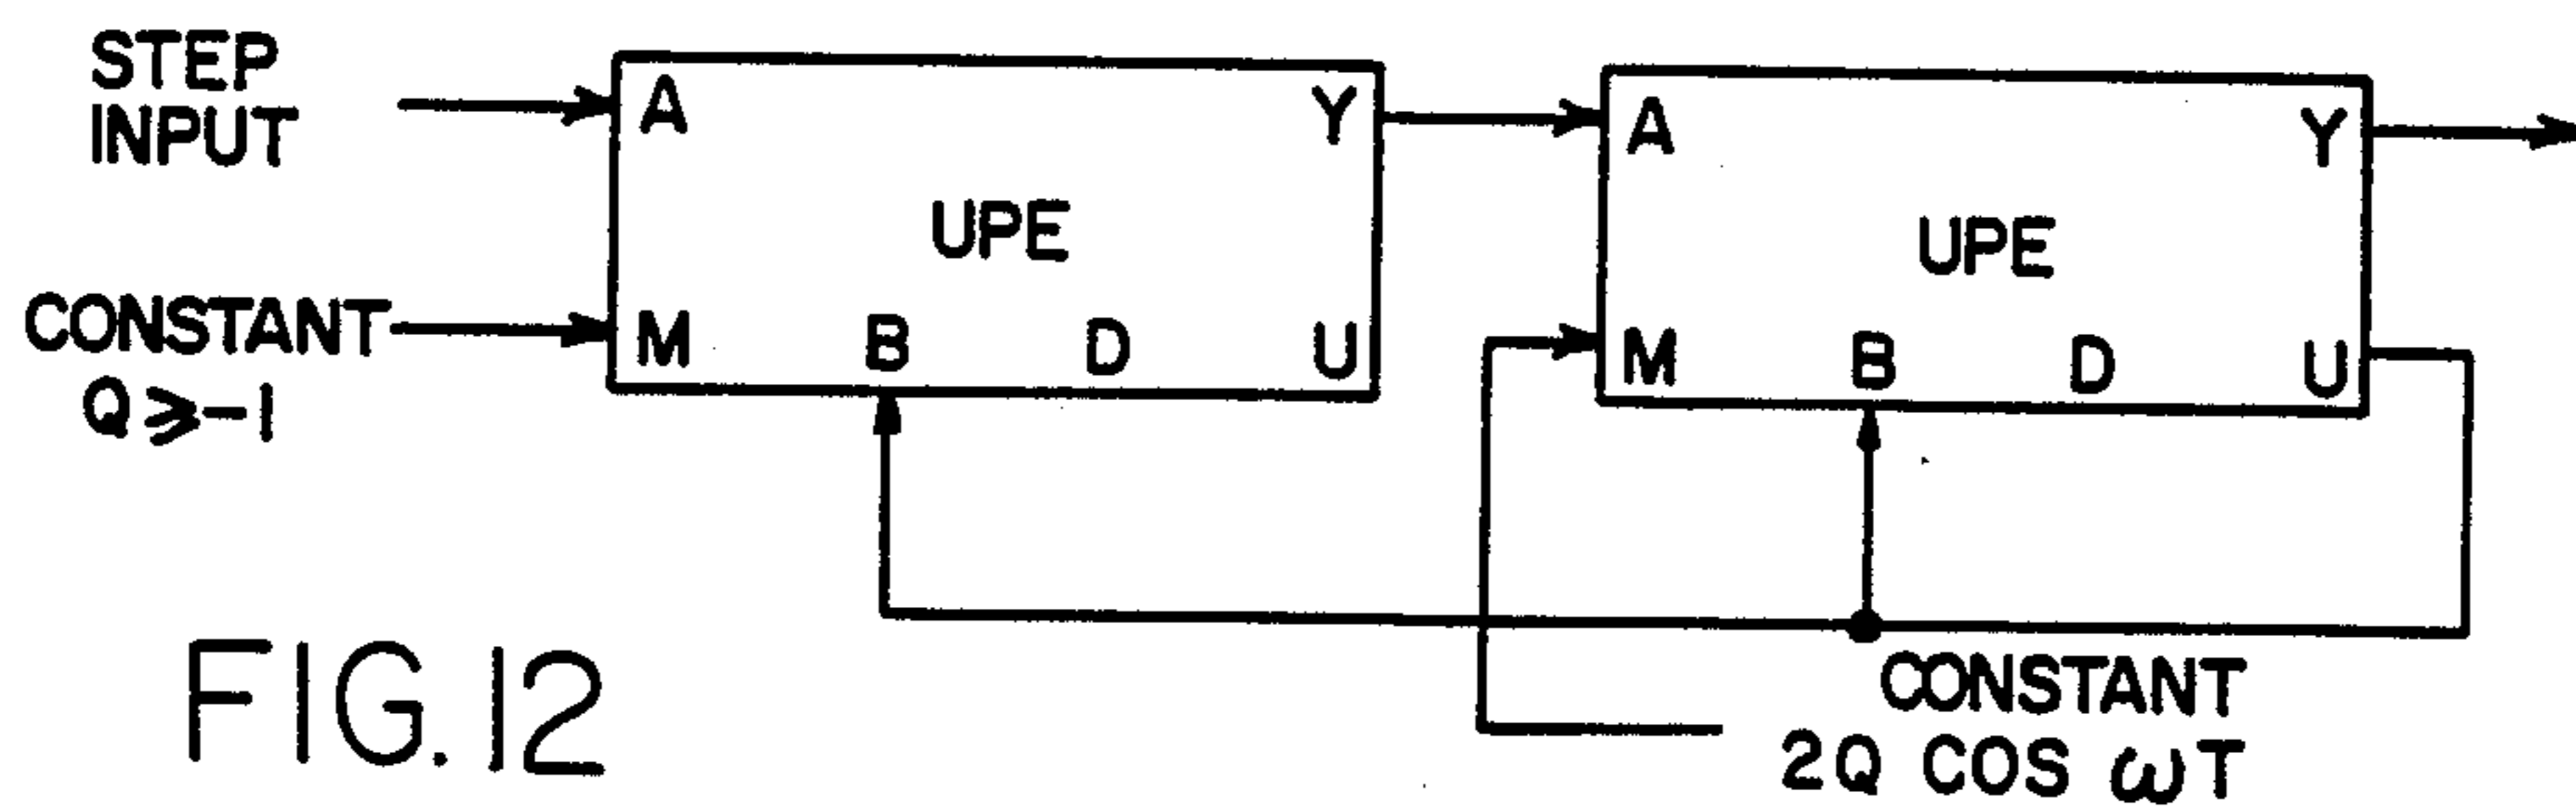 STEP
INPUT
CONSTANT
Q ⩾ -1
A
Y
UPE
M
B
D
U
A
Y
UPE
M
B
D
U
CONSTANT
2Q COS ωT
FIG. 12